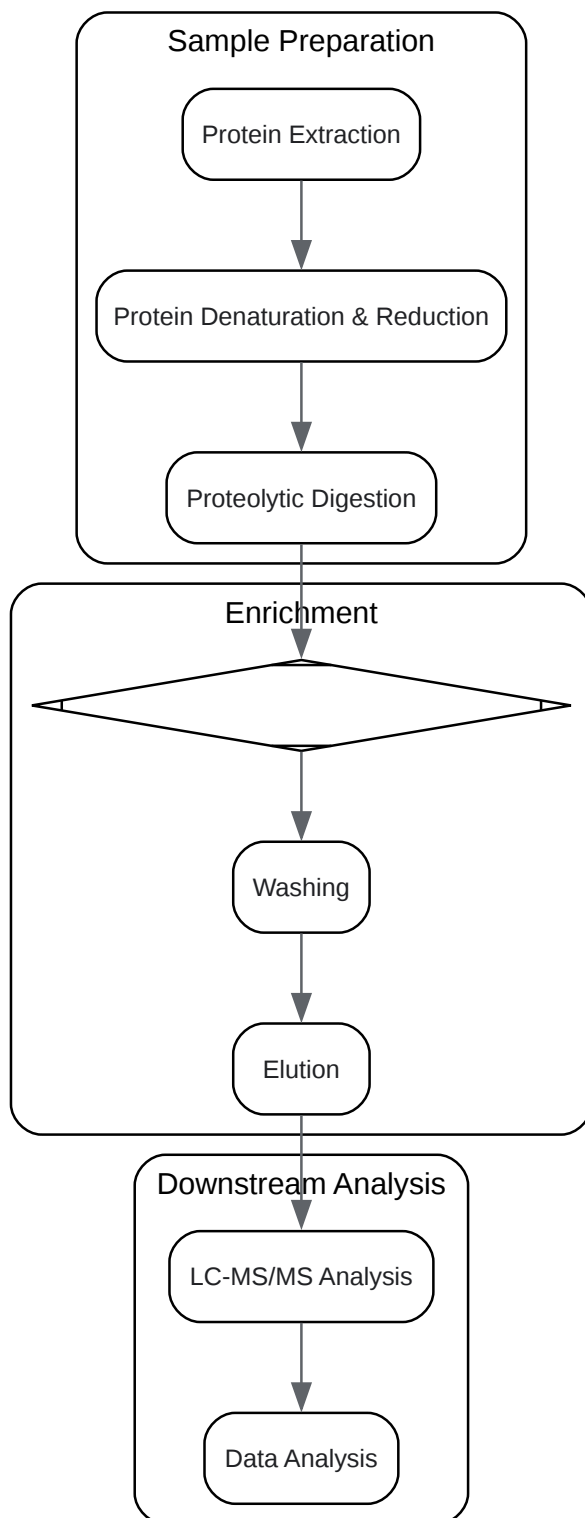 Sample Preparation
Protein Extraction
Protein Denaturation & Reduction
Proteolytic Digestion
Enrichment
Washing
Elution
Downstream Analysis
LC-MS/MS Analysis
Data Analysis